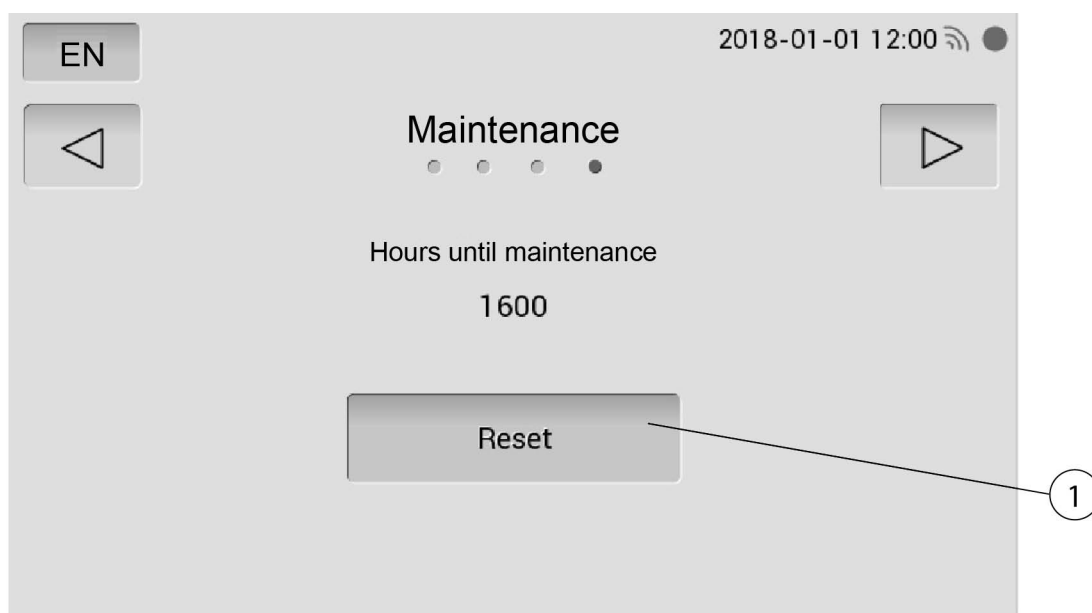 EN
2018-01-01 12:00
Maintenance
Hours until maintenance
1600
Reset
1